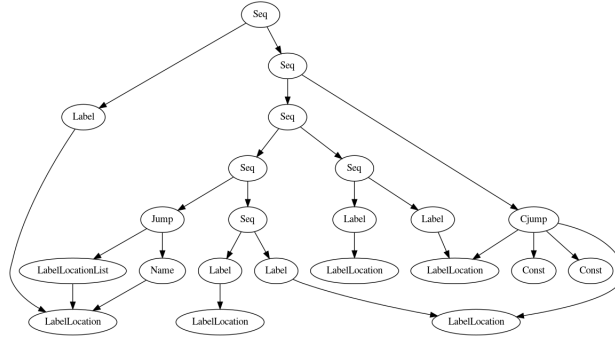 Seq
Seq
Label
Seq
Seq
Seq
Jump
Seq
Label
Label
Cjump
LabelLocationList
Name
Label
Label
LabelLocation
LabelLocation
Const
Const
LabelLocation
LabelLocation
LabelLocation